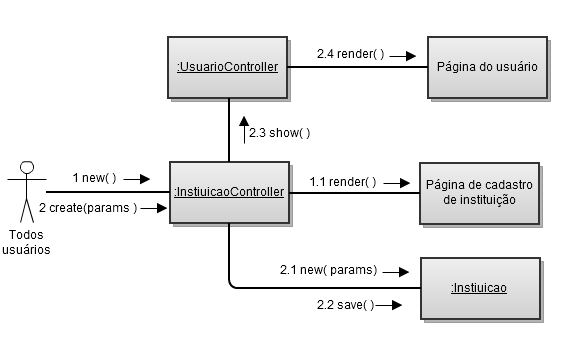 2.4 render( )
:UsuarioController
Página do usuário
2.3 show( )
1 new( )
:InstiuicaoController
1.1 render( )
Página de cadastro
de instituição
2 create(params )
Todos
usuários
2.1 new( params)
:Instiuicao
2.2 save( )